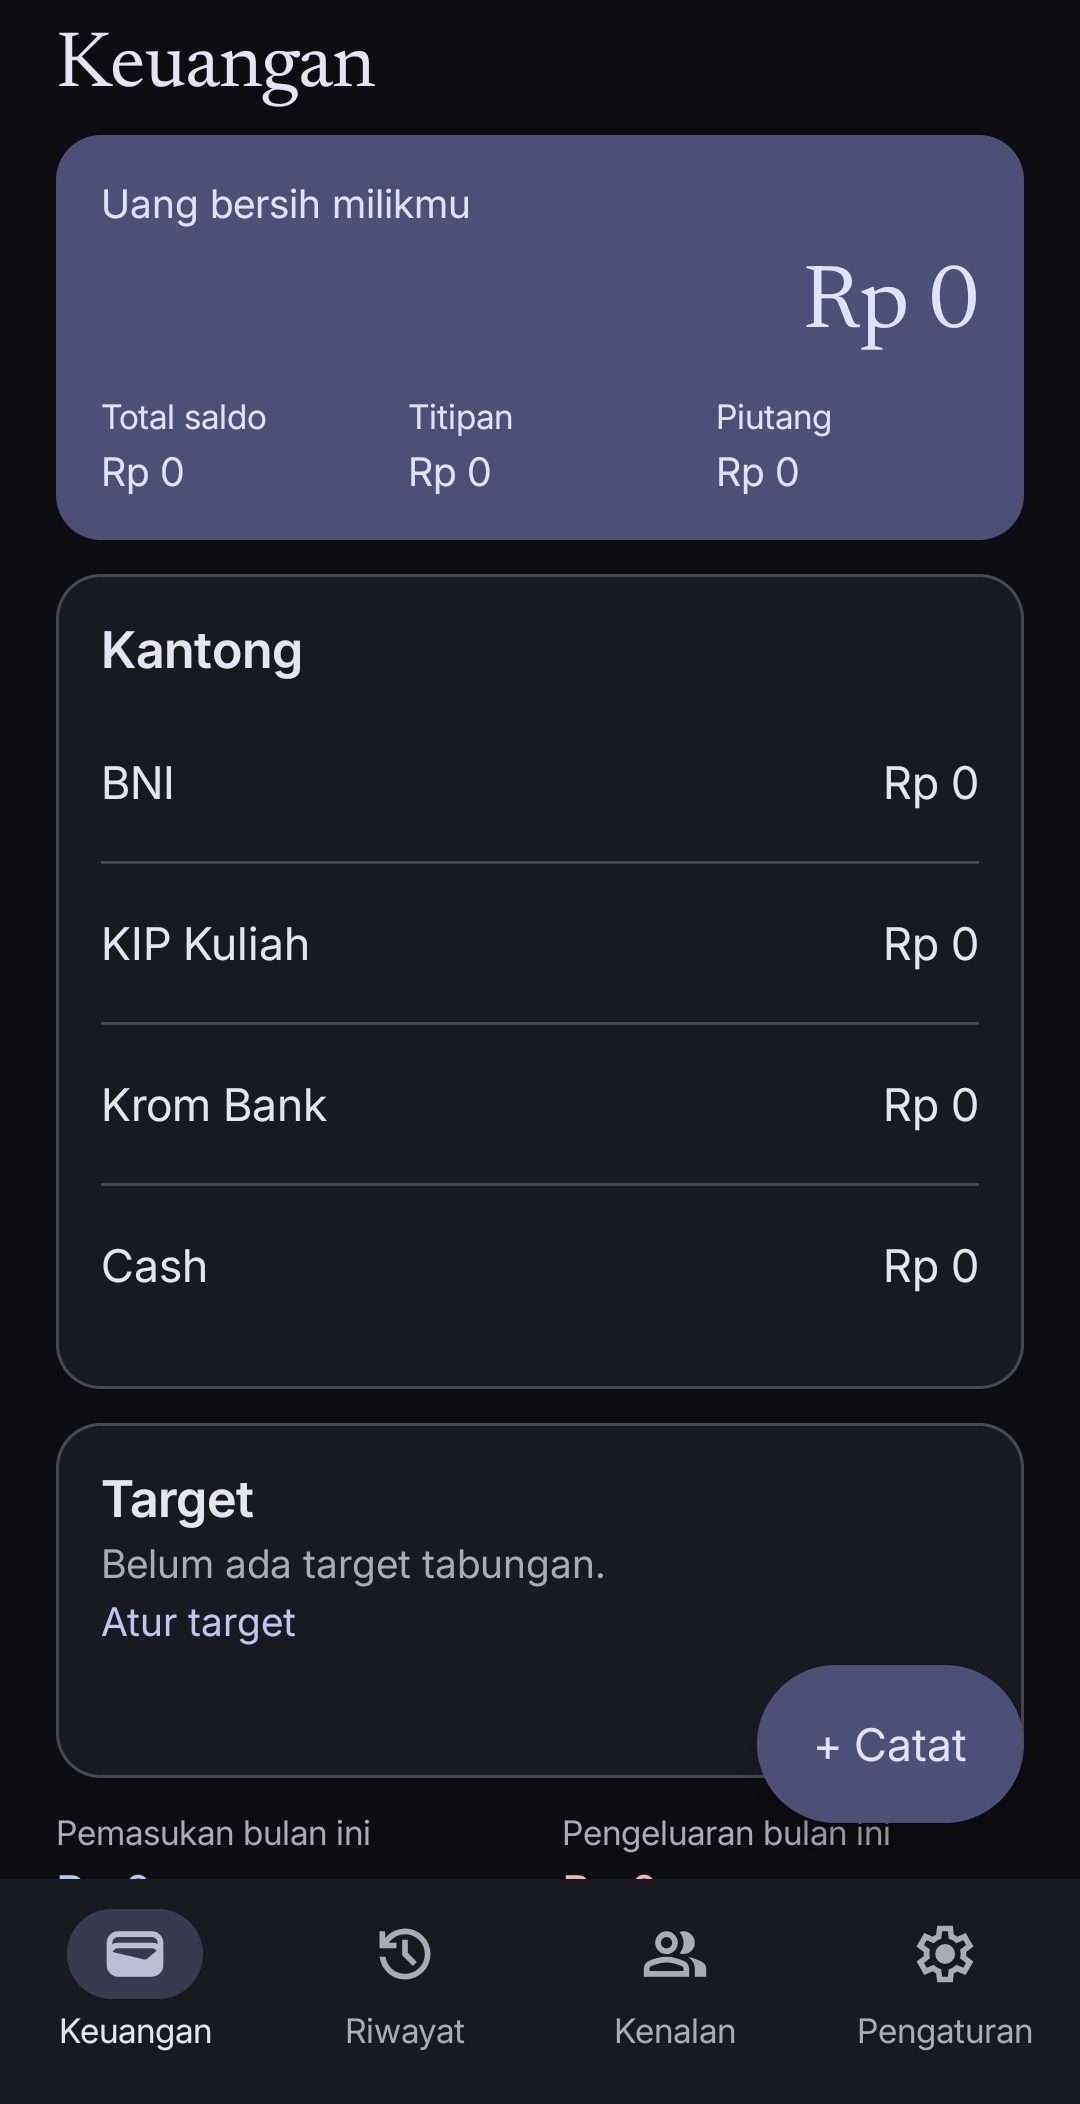 Keuangan
Uang bersih milikmu
Rp 0
Total saldo Titipan Piutang
Rp 0 Rp 0 Rp 0
Kantong
BNI Rp 0
KIP Kuliah Rp 0
Krom Bank Rp 0
Cash Rp 0
Target
Belum ada target tabungan.
Atur target
+ Catat
Pemasukan bulan ini Pengeluaran bulan ini
Keuangan Riwayat Kenalan Pengaturan